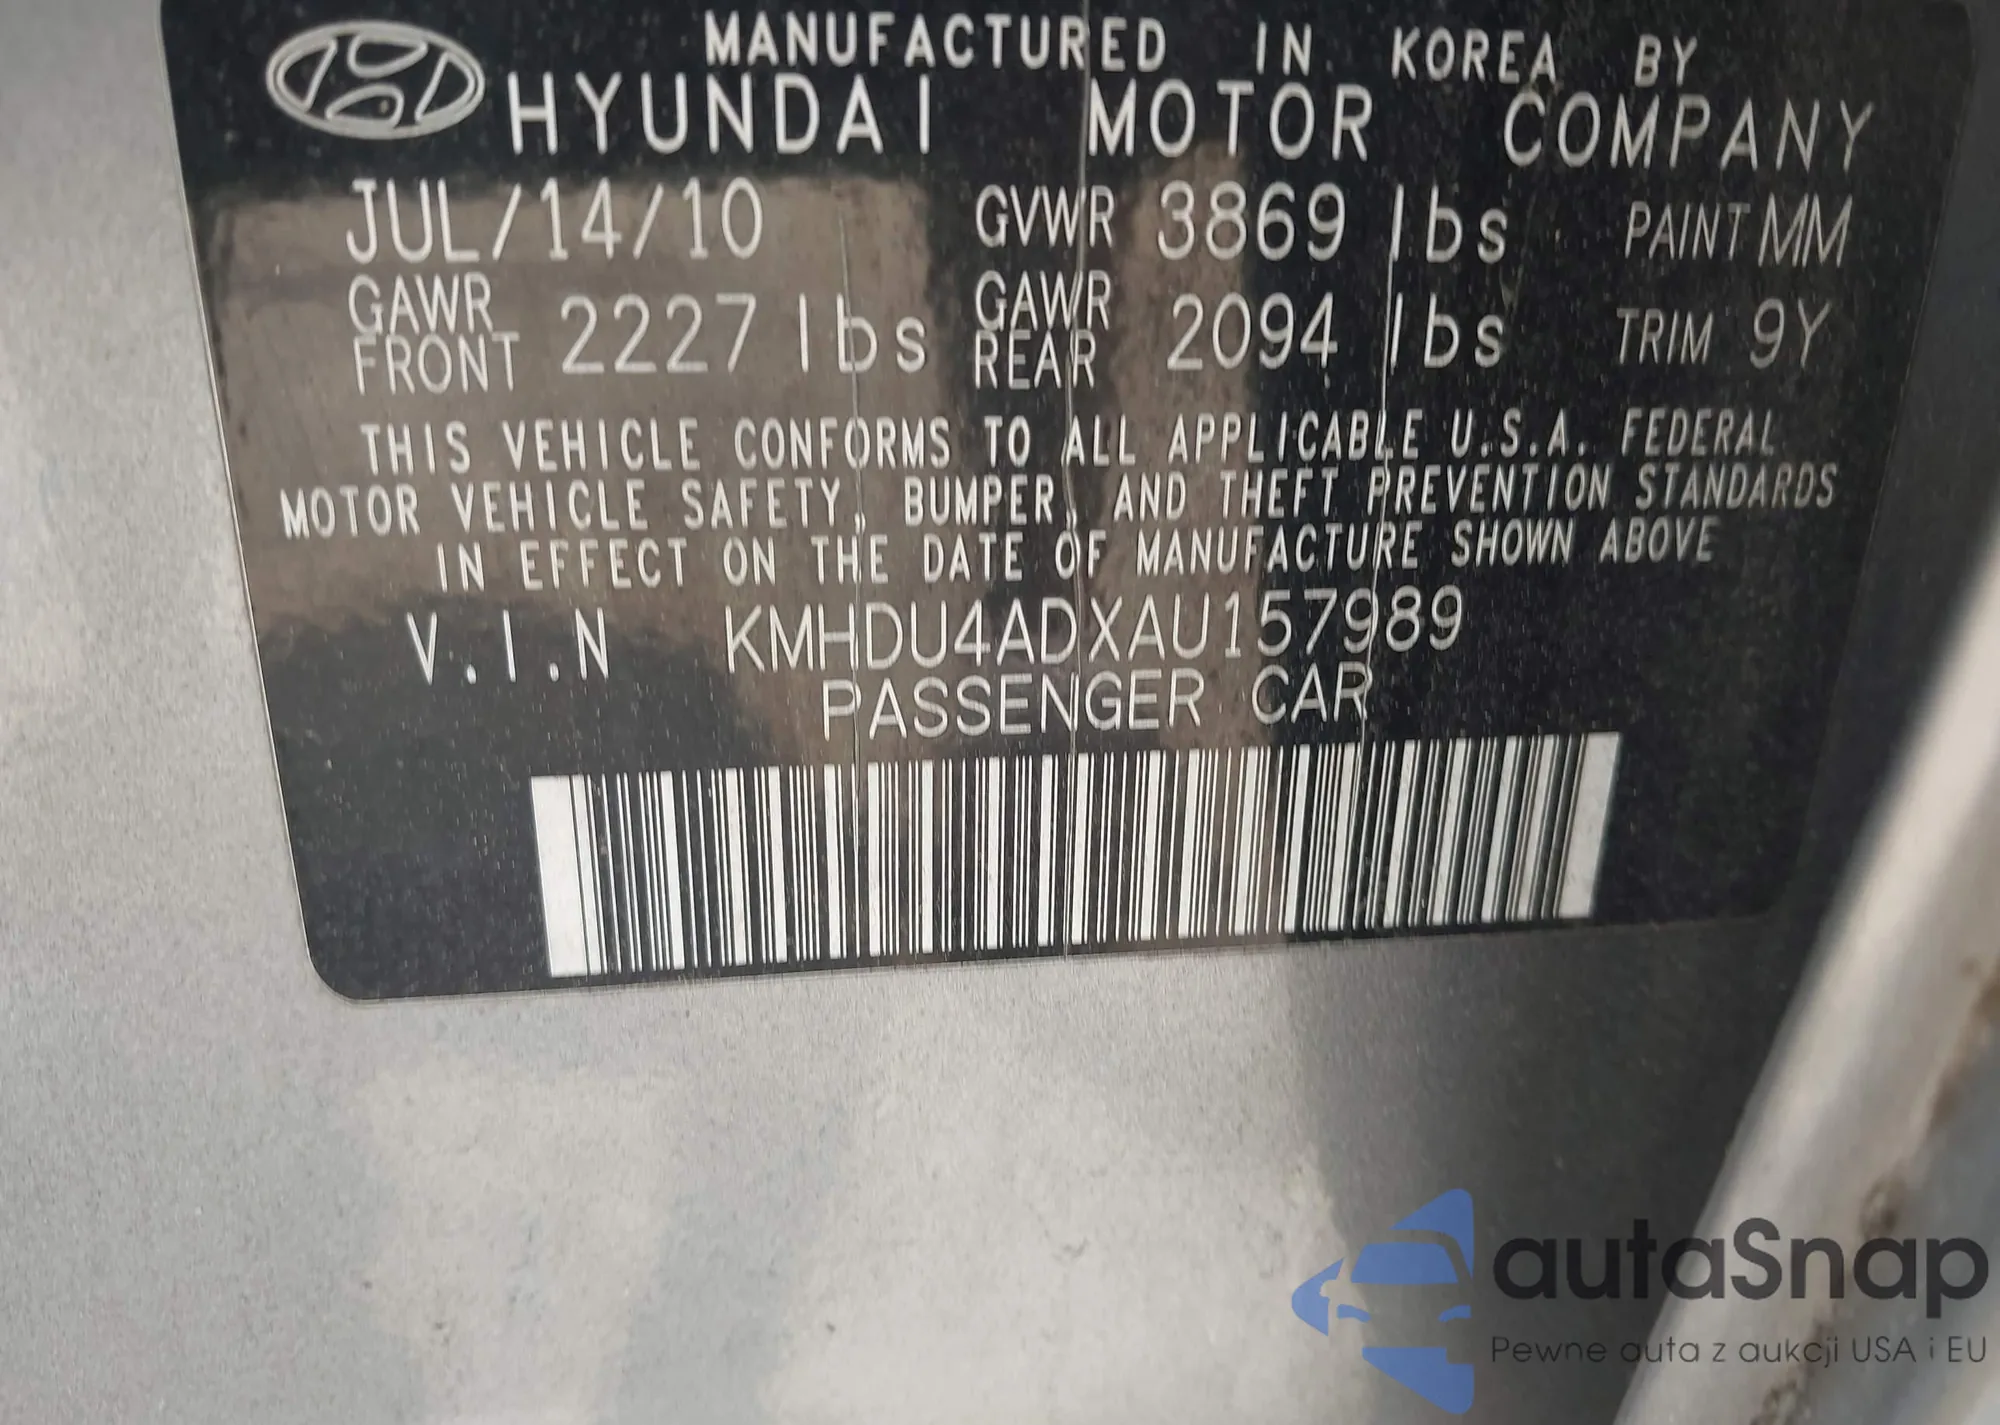 MANUFACTURED IN KOREA BY
HYUNDAI MOTOR COMPANY
JUL/14/10 GVWR 3869 lbs PAINT MM
GAWR FRONT 2227 lbs GAWR REAR 2094 lbs TRIM 9Y
THIS VEHICLE CONFORMS TO ALL APPLICABLE U.S.A. FEDERAL
MOTOR VEHICLE SAFETY, BUMPER, AND THEFT PREVENTION STANDARDS
IN EFFECT ON THE DATE OF MANUFACTURE SHOWN ABOVE
V.I.N KMHDU4ADXAU157989
PASSENGER CAR
autaSnap
Pewne auta z aukcji USA i EU